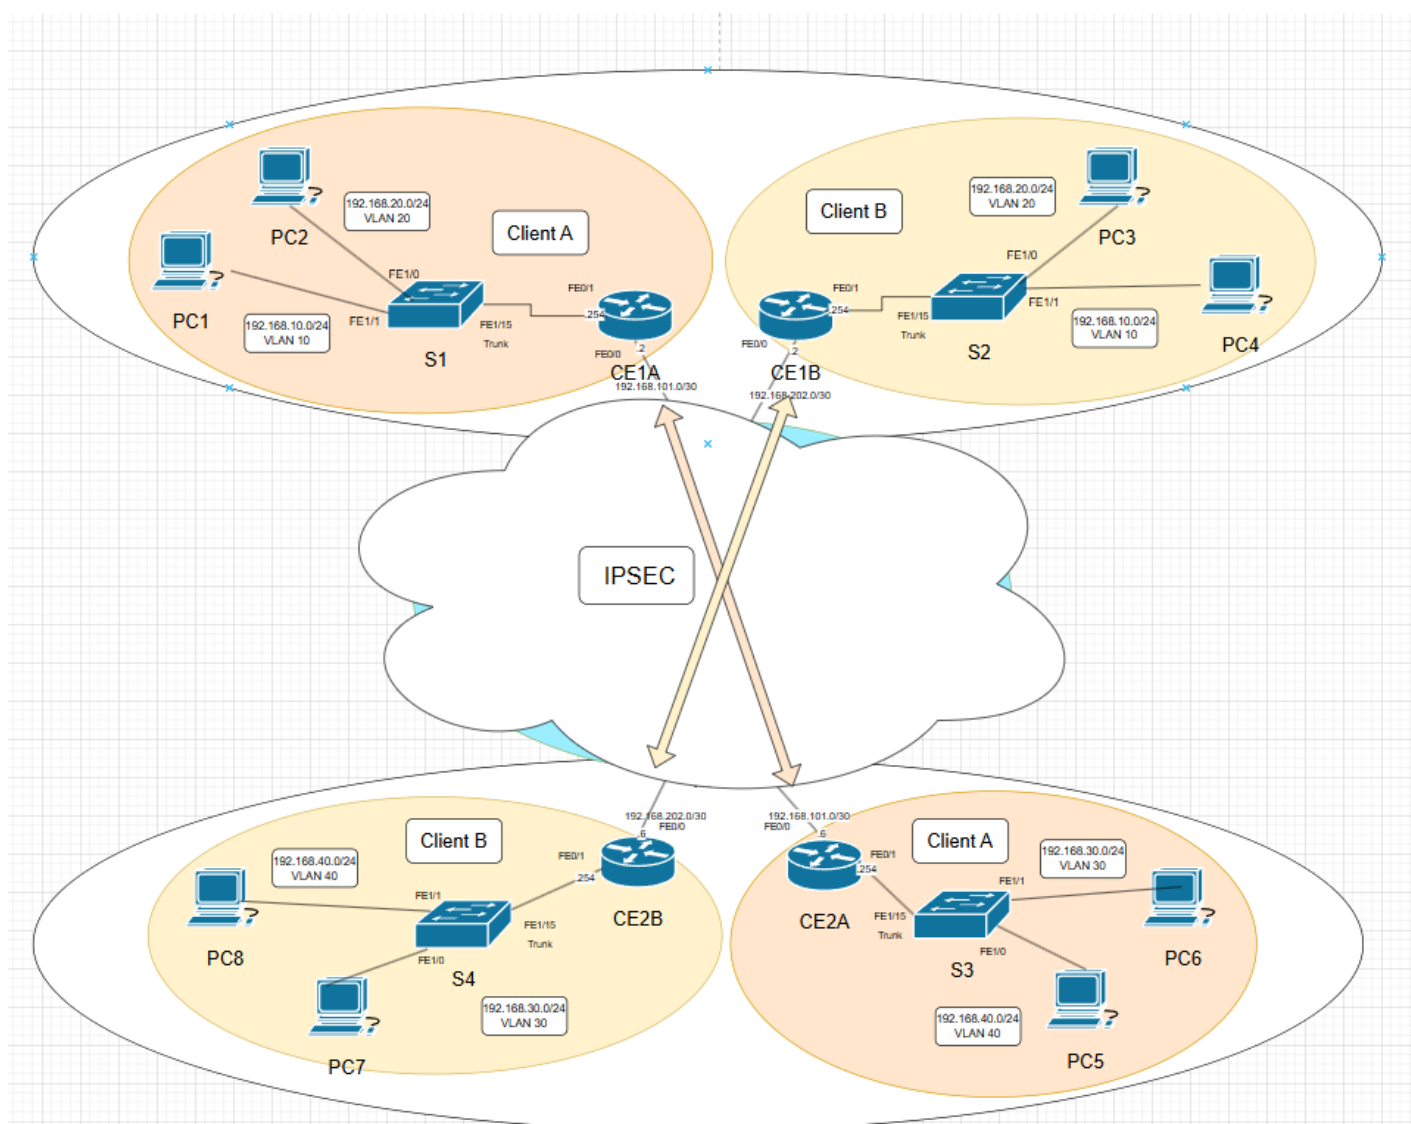 PC2
192.168.20.0/24
VLAN 20
Client A
FE1/0
PC1
192.168.10.0/24
VLAN 10
FE1/1
S1
FE1/15
Trunk
FE0/1
.254
FE0/0
.2
CE1A
192.168.101.0/30
Client B
192.168.20.0/24
VLAN 20
PC3
FE1/0
FE0/1
.254
FE1/15
Trunk
FE1/1
S2
192.168.10.0/24
VLAN 10
PC4
FE0/0
.2
CE1B
192.168.202.0/30
IPSEC
192.168.202.0/30
FE0/0
.6
Client B
192.168.40.0/24
VLAN 40
FE0/1
.254
CE2B
FE1/1
FE1/15
Trunk
PC8
FE1/0
S4
192.168.30.0/24
VLAN 30
PC7
192.168.101.0/30
FE0/0
.6
Client A
192.168.30.0/24
VLAN 30
FE0/1
.254
CE2A
FE1/1
FE1/15
Trunk
FE1/0
S3
PC6
192.168.40.0/24
VLAN 40
PC5